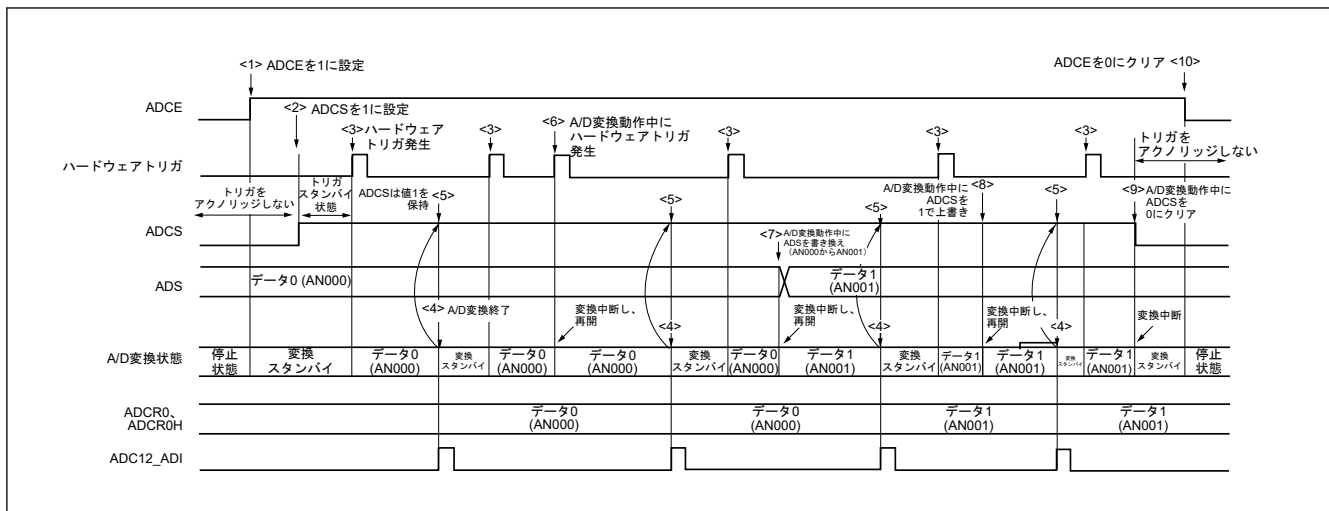 <1> ADCEを1に設定
ADCEを0にクリア <10>
ADCE
<2> ADCSを1に設定
<3>ハードウェア
トリガ発生
<3>
<6> A/D変換動作中に
ハードウェアトリガ
発生
<3>
<3>
<3>
トリガを
アクノリッジしない
ハードウェアトリガ
トリガを
アクノリッジしない
トリガ
スタンバイ
状態
ADCSは値1を
保持
<5>
<5>
<5>
A/D変換動作中に
ADCSを
1で上書き
<8>
<5>
<9> A/D変換動作中に
ADCSを
0にクリア
ADCS
<7> A/D変換動作中に
ADSを書き換え
(AN000からAN001)
ADS
データ0 (AN000)
データ1
(AN001)
<4> A/D変換終了
変換中断し、
再開
<4>
変換中断し、
再開
<4>
変換中断し、
再開
<4>
変換中断
A/D変換状態
停止
状態
変換
スタンバイ
データ0
(AN000)
変換
スタンバイ
データ0
(AN000)
データ0
(AN000)
変換
スタンバイ
データ0
(AN000)
データ1
(AN001)
変換
スタンバイ
データ1
(AN001)
データ1
(AN001)
変換
スタンバイ
データ1
(AN001)
変換
スタンバイ
停止
状態
ADCR0、
ADCR0H
データ0
(AN000)
データ0
(AN000)
データ1
(AN001)
データ1
(AN001)
ADC12_ADI